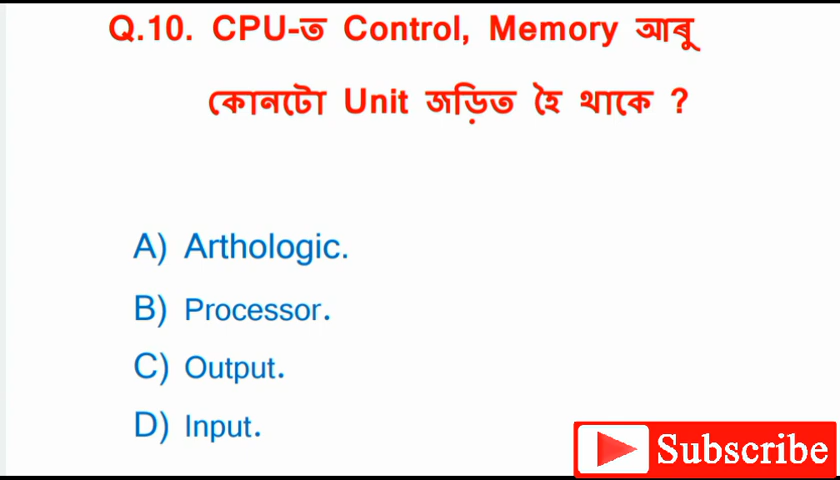 Q.10. CPU-ত Control, Memory আৰু
কোনটো Unit জড়িত হৈ থাকে ?
A) Arthologic.
B) Processor.
C) Output.
D) Input.
Subscribe